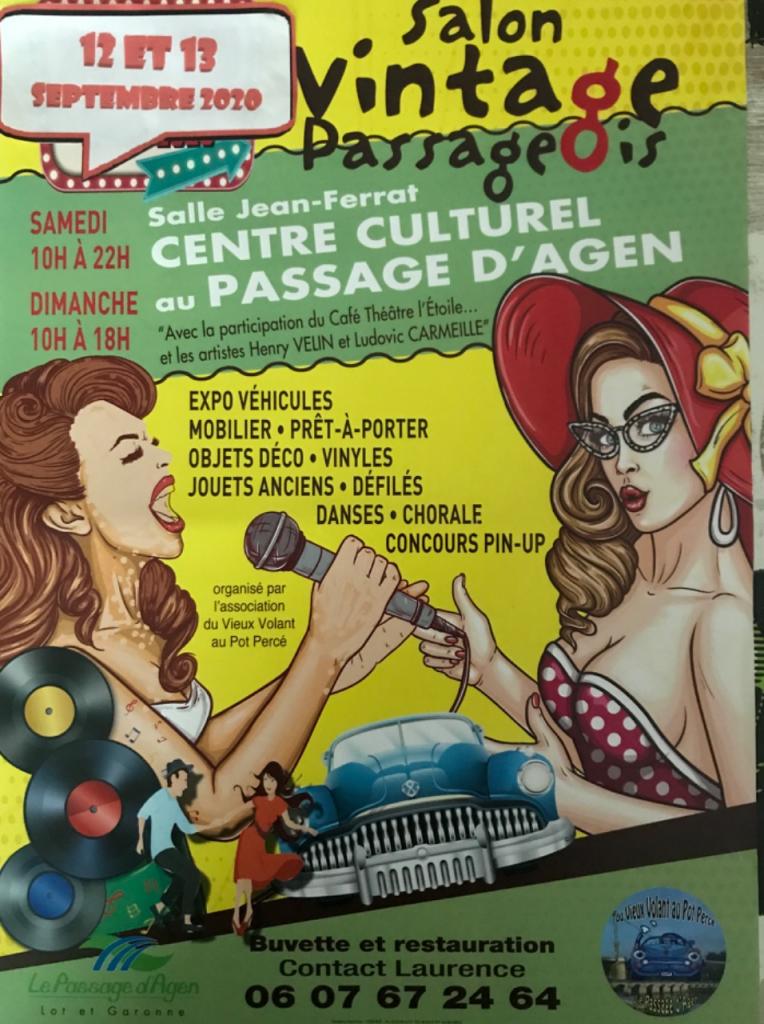 12 ET 13
SEPTEMBRE 2020
Salon
Vintage
Passageois
SAMEDI
10H À 22H
DIMANCHE
10H À 18H
Salle Jean-Ferrat
CENTRE CULTUREL
au PASSAGE D'AGEN
"Avec la participation du Café Théâtre l'Étoile...
et les artistes Henry VELIN et Ludovic CARMEILLE"
EXPO VÉHICULES
MOBILIER • PRÊT-À-PORTER
OBJETS DÉCO • VINYLES
JOUETS ANCIENS • DÉFILÉS
DANSES • CHORALE
CONCOURS PIN-UP
organisé par
l'association
du Vieux Volant
au Pot Percé
Buvette et restauration
Contact Laurence
06 07 67 24 64
Le Passage d'Agen
Lot et Garonne
Du Vieux Volant au Pot Percé
Le Passage d'Agen